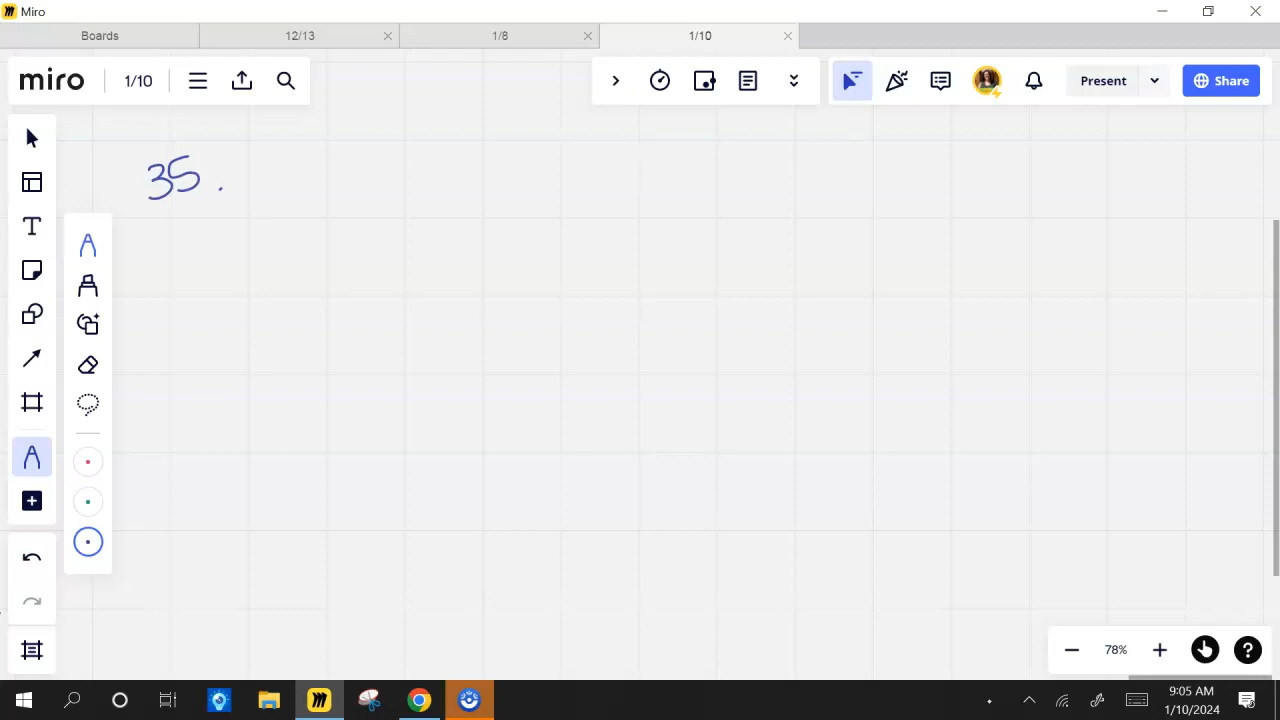 Miro
Boards
12/13
1/8
1/10
miro
1/10
Present
Share
35.
78%
9:05 AM
1/10/2024